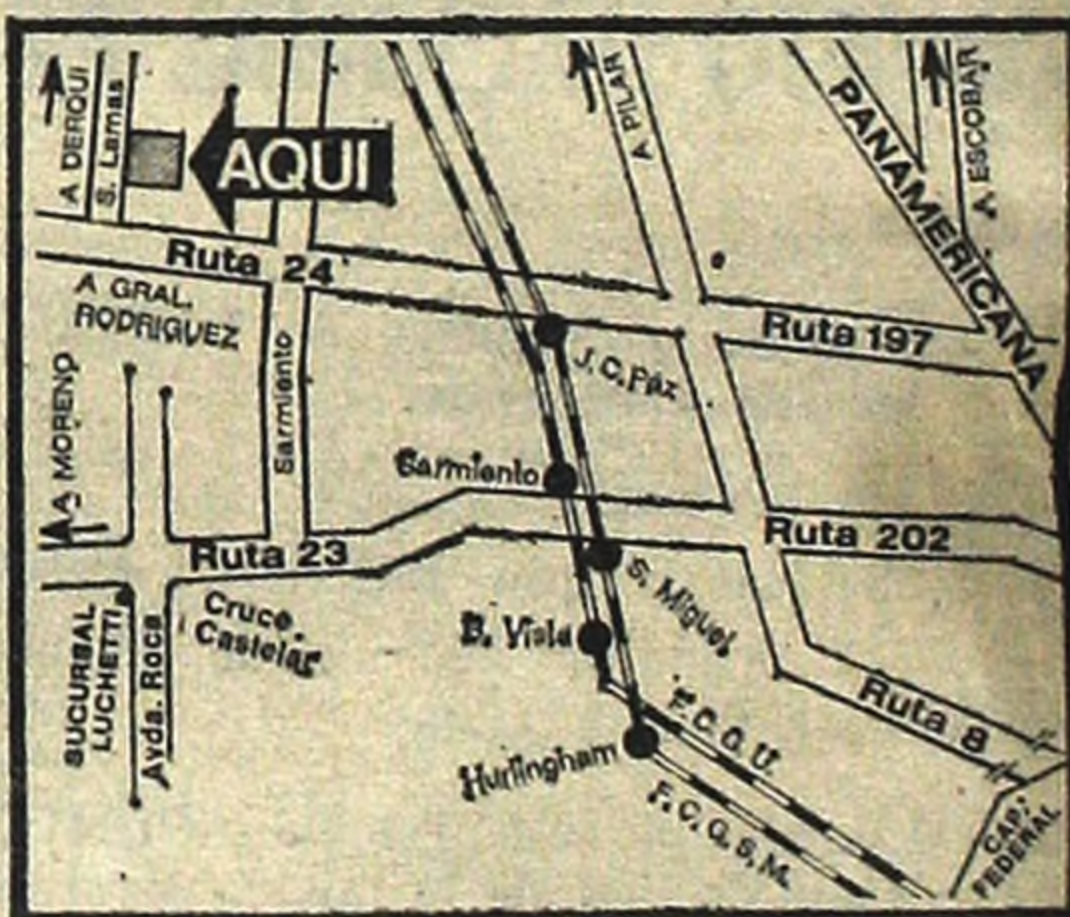 A DERQUI
S. Lamas
AQUI
A PILAR
PANAMERICANA
A ESCOBAR
Ruta 24
A GRAL.
RODRIGUEZ
Ruta 197
J. C. Paz
A MORENO
Sarmiento
Sarmiento
Ruta 202
Ruta 23
S. Miguel
Cruce
Castelar
B. Vista
SUCURSAL
LUCHETTI
Avda. Roca
Ruta 8
F. C. G. U.
Hurlingham
F. C. G. S. M.
CAP.
FEDERAL